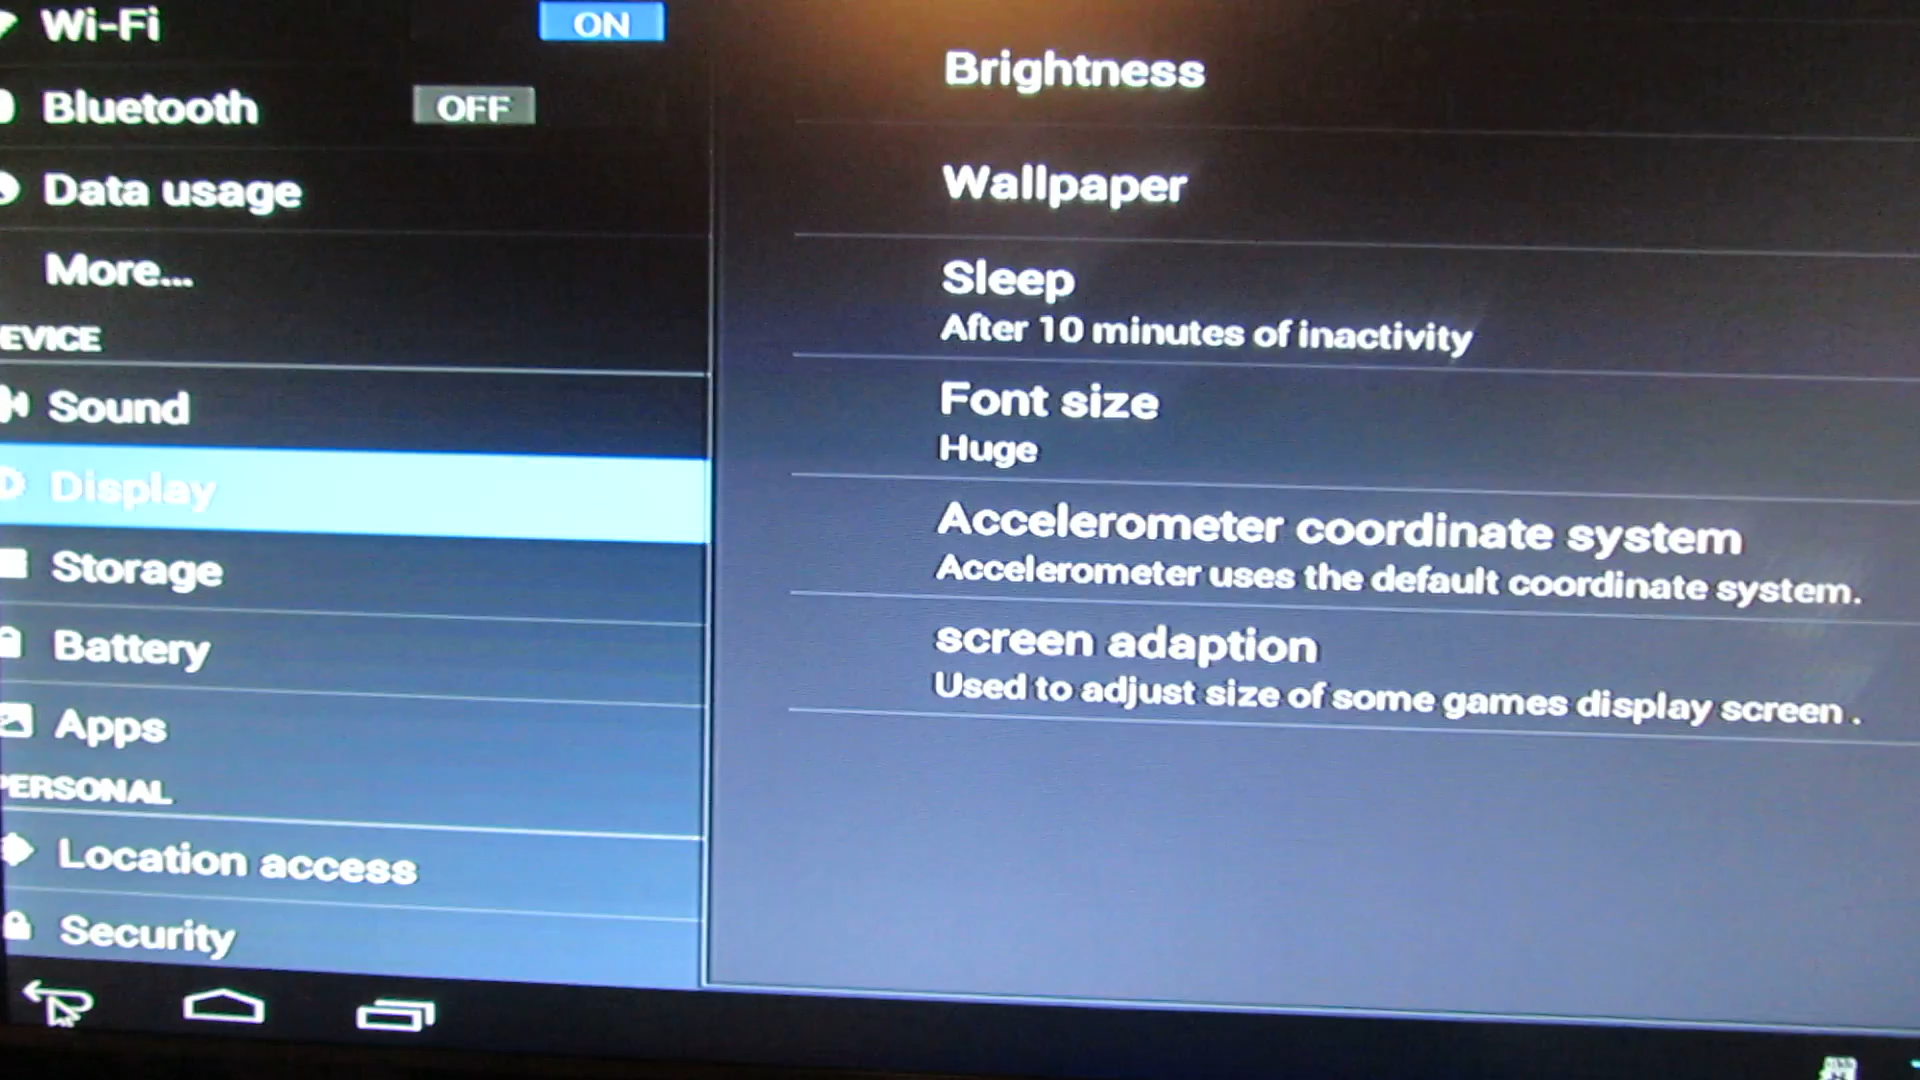 Wi-Fi ON
Bluetooth OFF
Data usage
More...
EVICE
Sound
Display
Storage
Battery
Apps
PERSONAL
Location access
Security
Brightness
Wallpaper
Sleep
After 10 minutes of inactivity
Font size
Huge
Accelerometer coordinate system
Accelerometer uses the default coordinate system.
screen adaption
Used to adjust size of some games display screen .